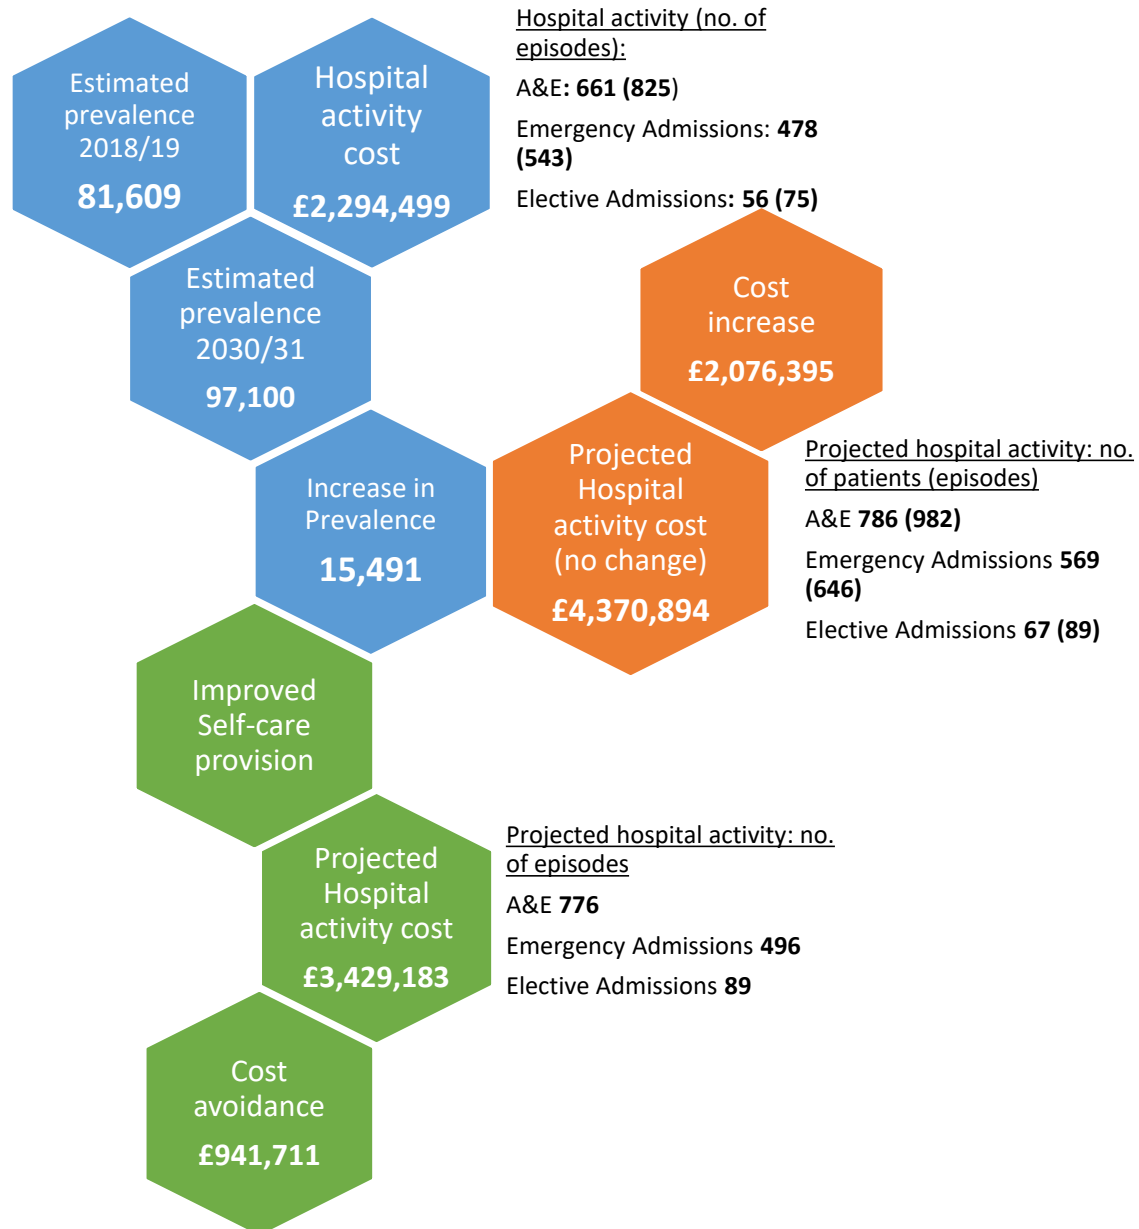 Estimated
prevalence
2018/19
81,609
Hospital
activity
cost
£2,294,499
Hospital activity (no. of
episodes):
A&E: 661 (825)
Emergency Admissions: 478
(543)
Elective Admissions: 56 (75)
Estimated
prevalence
2030/31
97,100
Cost
increase
£2,076,395
Increase in
Prevalence
15,491
Projected
Hospital
activity cost
(no change)
£4,370,894
Projected hospital activity: no.
of patients (episodes)
A&E 786 (982)
Emergency Admissions 569
(646)
Elective Admissions 67 (89)
Improved
Self-care
provision
Projected
Hospital
activity cost
£3,429,183
Projected hospital activity: no.
of episodes
A&E 776
Emergency Admissions 496
Elective Admissions 89
Cost
avoidance
£941,711